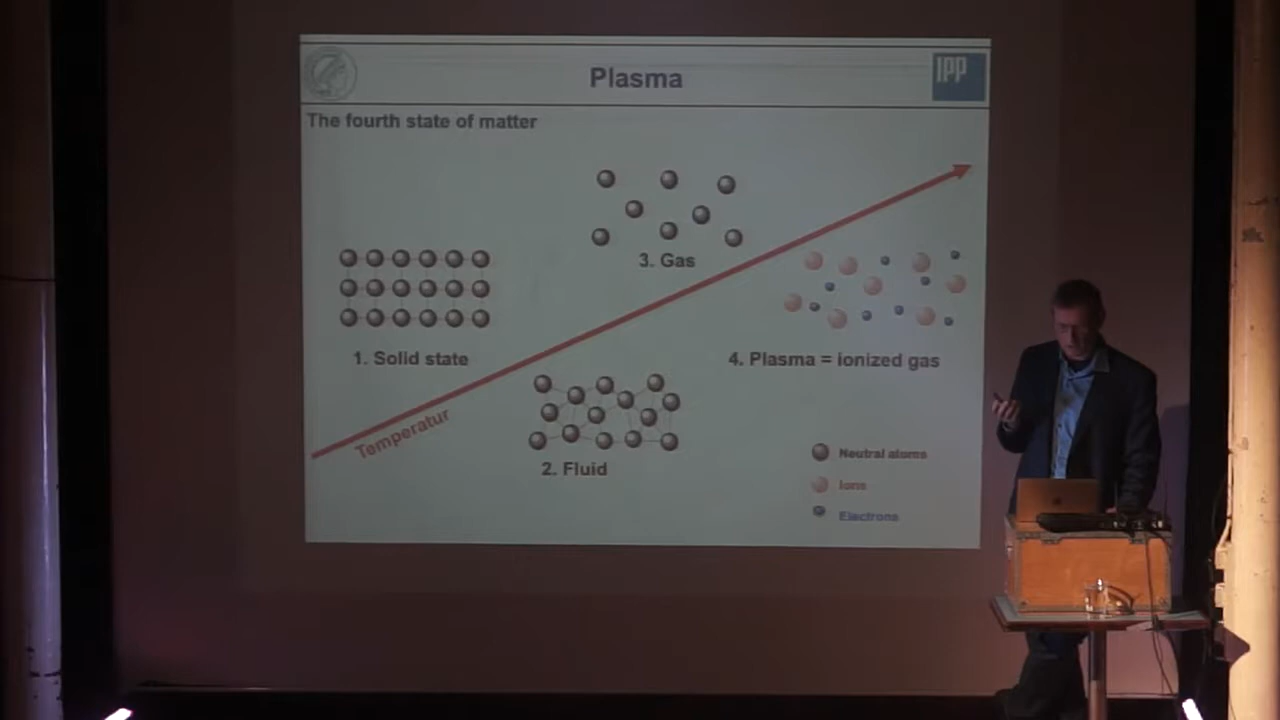 Plasma
IPP
The fourth state of matter
3. Gas
1. Solid state
4. Plasma = ionized gas
Temperatur
2. Fluid
Neutral atoms
Ions
Electrons